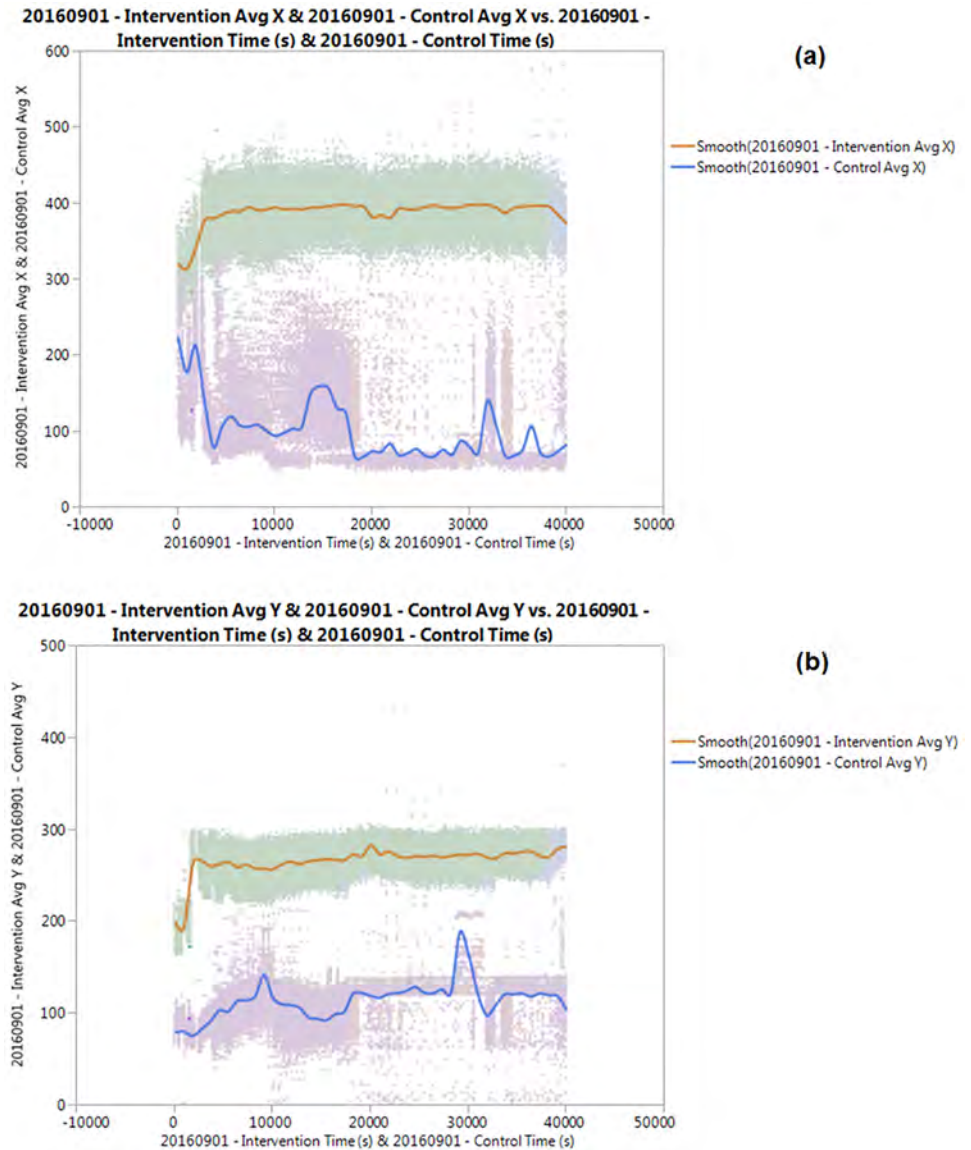 20160901 - Intervention Avg X & 20160901 - Control Avg X vs. 20160901 -
Intervention Time (s) & 20160901 - Control Time (s)
(a)
20160901 - Intervention Avg X & 20160901 - Control Avg X
600
500
400
300
200
100
0
Smooth(20160901 - Intervention Avg X)
Smooth(20160901 - Control Avg X)
-10000 0 10000 20000 30000 40000 50000
20160901 - Intervention Time (s) & 20160901 - Control Time (s)
20160901 - Intervention Avg Y & 20160901 - Control Avg Y vs. 20160901 -
Intervention Time (s) & 20160901 - Control Time (s)
(b)
20160901 - Intervention Avg Y & 20160901 - Control Avg Y
500
400
300
200
100
0
Smooth(20160901 - Intervention Avg Y)
Smooth(20160901 - Control Avg Y)
-10000 0 10000 20000 30000 40000 50000
20160901 - Intervention Time (s) & 20160901 - Control Time (s)